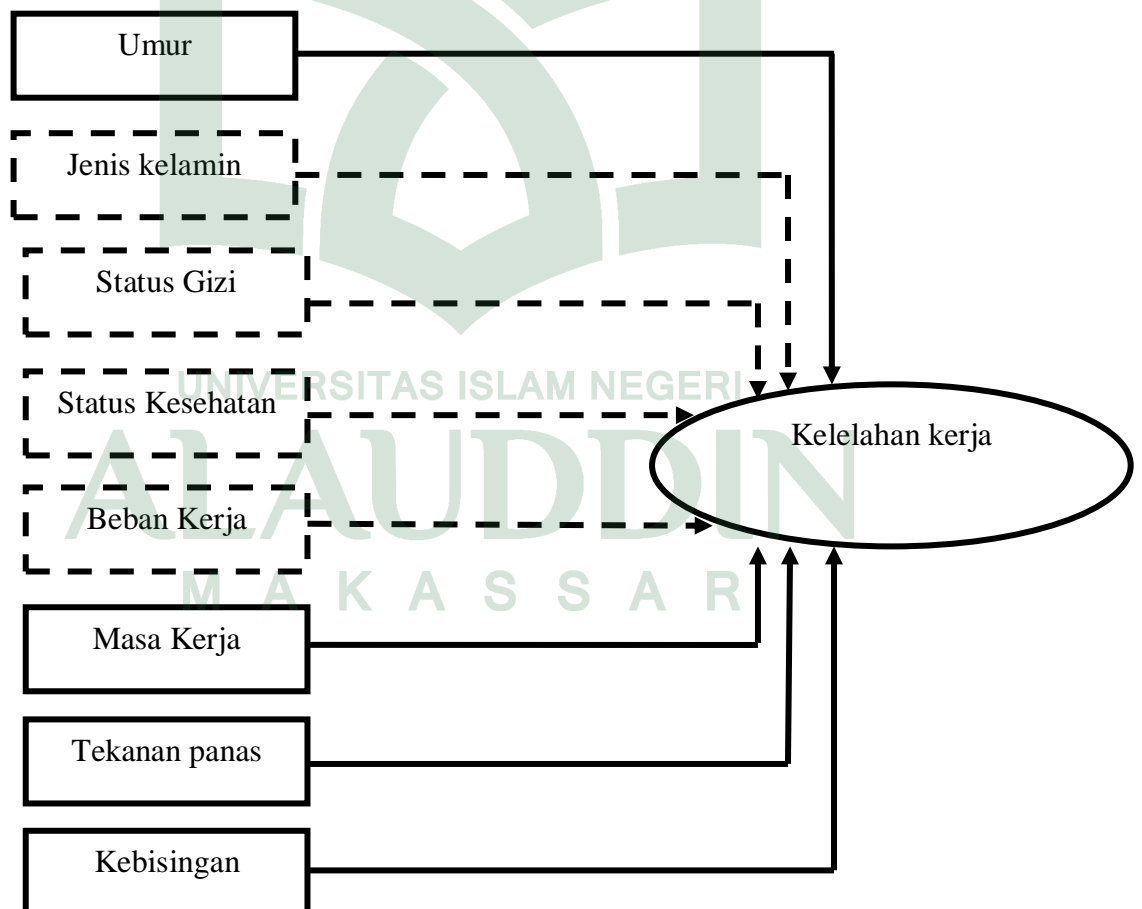 Umur
Jenis kelamin
Status Gizi
UNIVERSITAS ISLAM NEGERI
Status Kesehatan
Kelelahan kerja
ALAUDDIN
Beban Kerja
MAKASSAR
Masa Kerja
Tekanan panas
Kebisingan